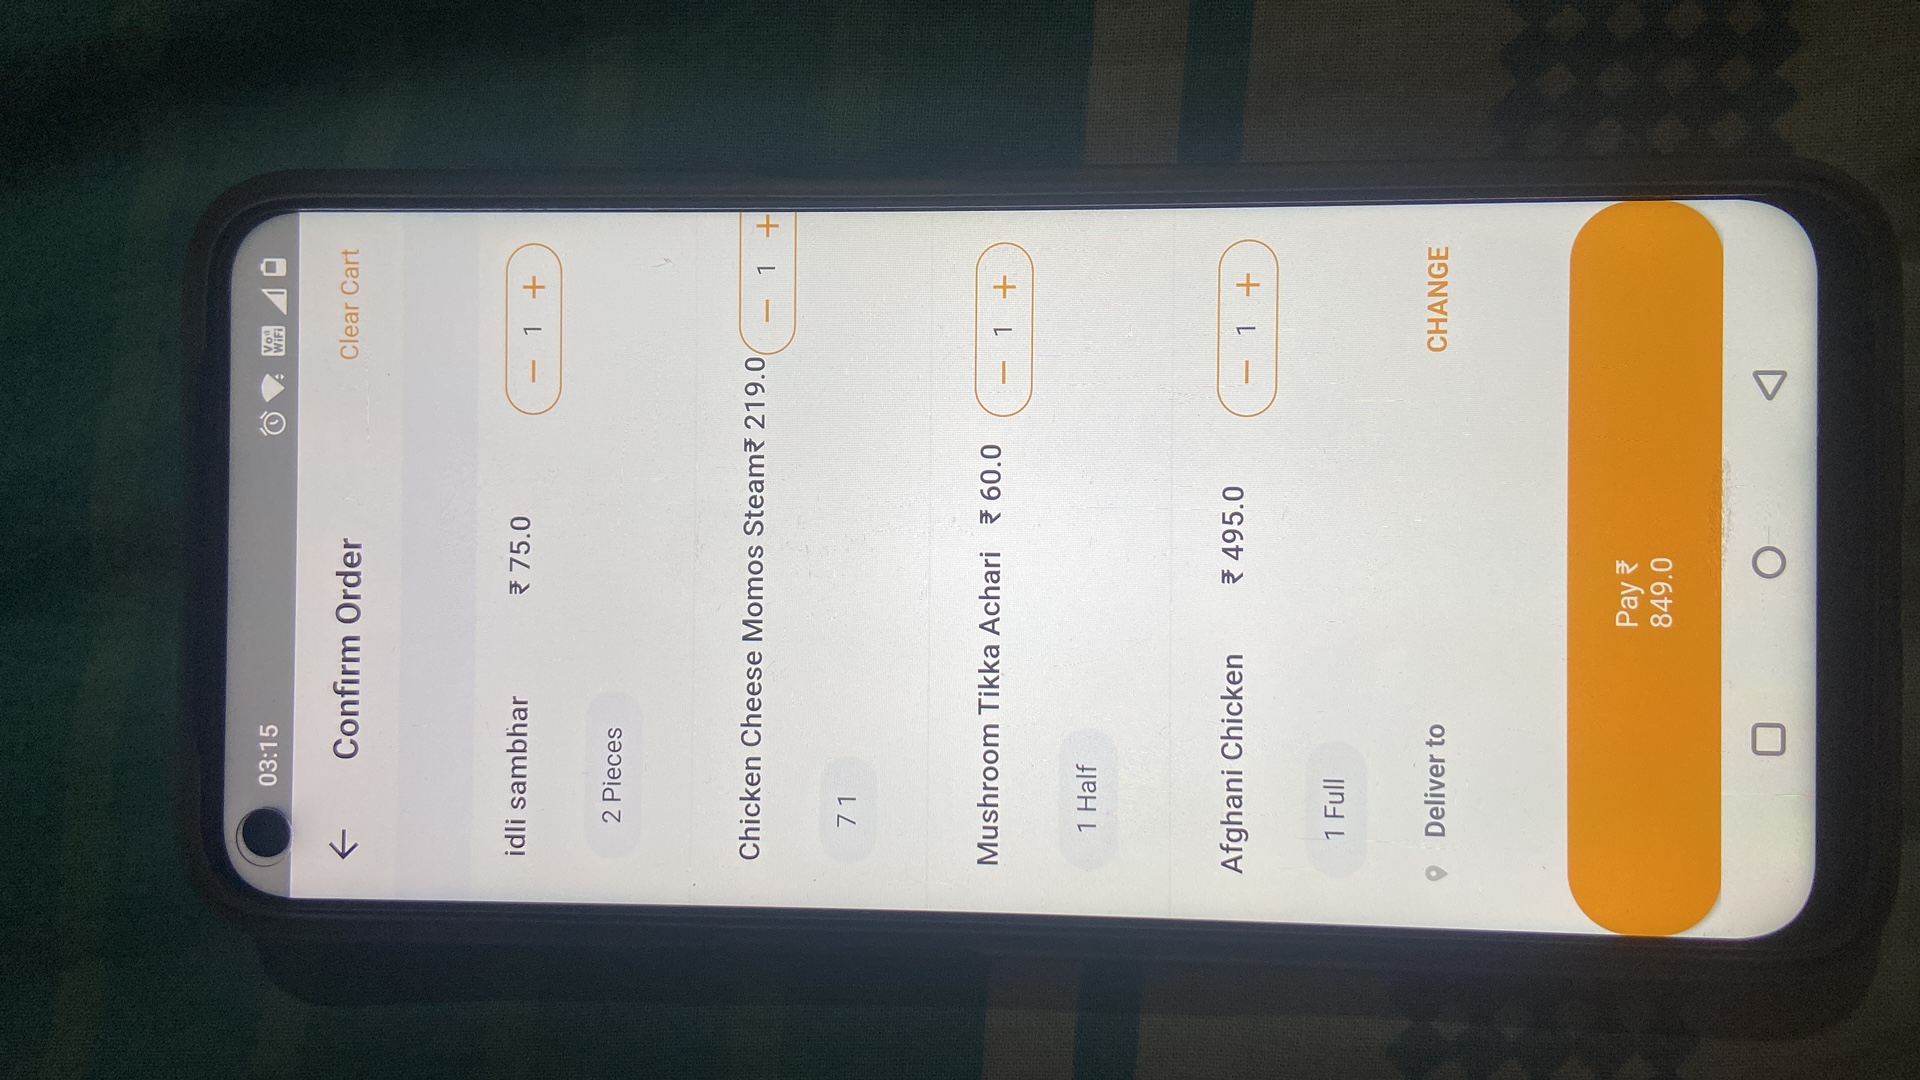 03:15
Vo WiFi
Confirm Order Clear Cart
idli sambhar ₹ 75.0 − 1 +
2 Pieces
Chicken Cheese Momos Steam₹ 219.0 − 1 +
7 1
Mushroom Tikka Achari ₹ 60.0 − 1 +
1 Half
Afghani Chicken ₹ 495.0 − 1 +
1 Full
Deliver to CHANGE
Pay ₹
849.0